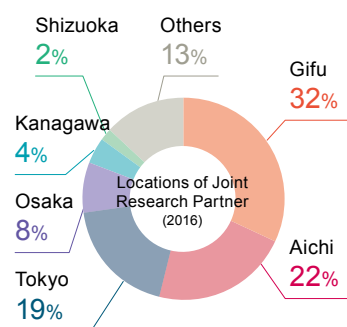 Shizuoka
2%
Others
13%
Gifu
32%
Kanagawa
4%
Locations of Joint
Research Partner
(2016)
Osaka
8%
Aichi
22%
Tokyo
19%